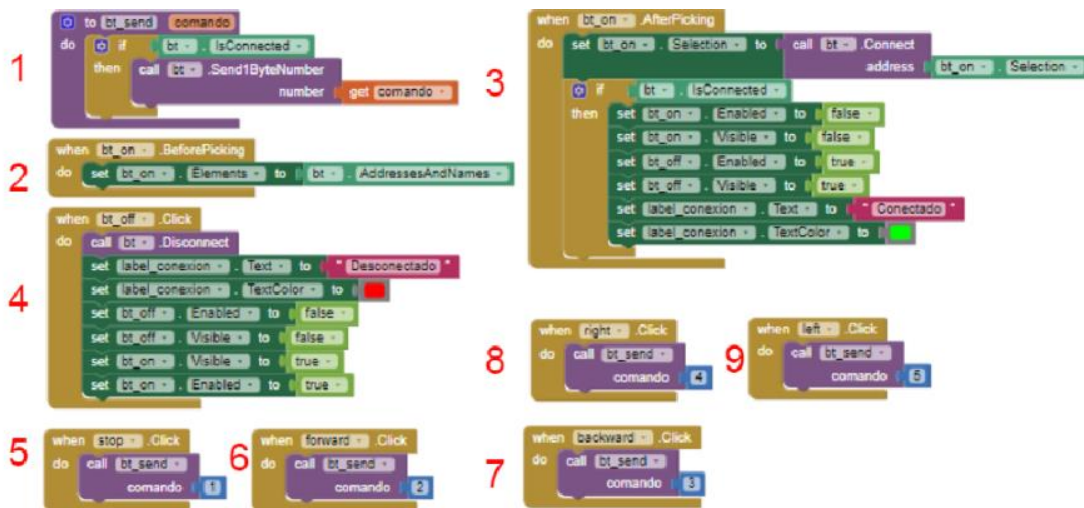 1
to bt_send comando
do if bt . IsConnected
then call bt .Send1ByteNumber
number get comando
2
when bt_on .BeforePicking
do set bt_on . Elements to bt . AddressesAndNames
3
when bt_on .AfterPicking
do set bt_on . Selection to call bt .Connect
address bt_on . Selection
if bt . IsConnected
then set bt_on . Enabled to false
set bt_on . Visible to false
set bt_off . Enabled to true
set bt_off . Visible to true
set label_conexion . Text to " Conectado "
set label_conexion . TextColor to
4
when bt_off .Click
do call bt .Disconnect
set label_conexion . Text to " Desconectado "
set label_conexion . TextColor to
set bt_off . Enabled to false
set bt_off . Visible to false
set bt_on . Visible to true
set bt_on . Enabled to true
5
when stop .Click
do call bt_send
comando 1
6
when forward .Click
do call bt_send
comando 2
7
when backward .Click
do call bt_send
comando 3
8
when right .Click
do call bt_send
comando 4
9
when left .Click
do call bt_send
comando 5